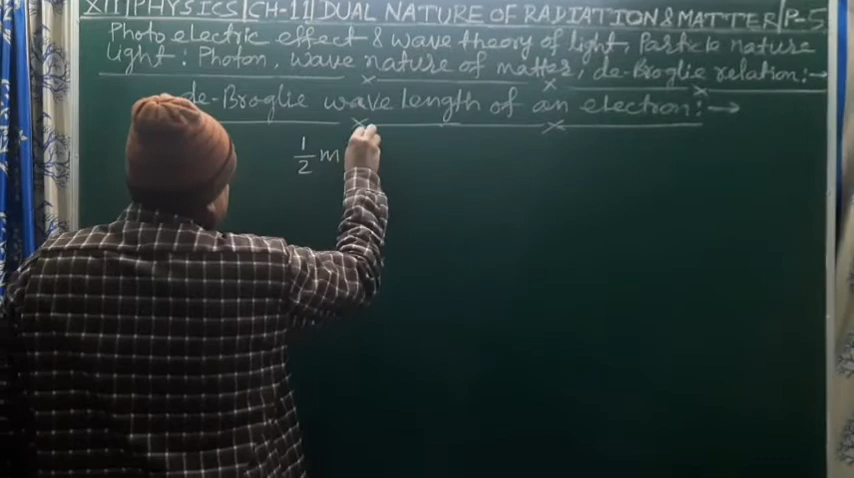 XII|PHYSICS|CH-11|DUAL NATURE OF RADIATION&MATTER|P-5
Photo electric effect & wave theory of light, Particle nature
light: Photon, wave nature of matter, de-Broglie relation:→
de-Broglie wave length of an electron:→
1/2 m